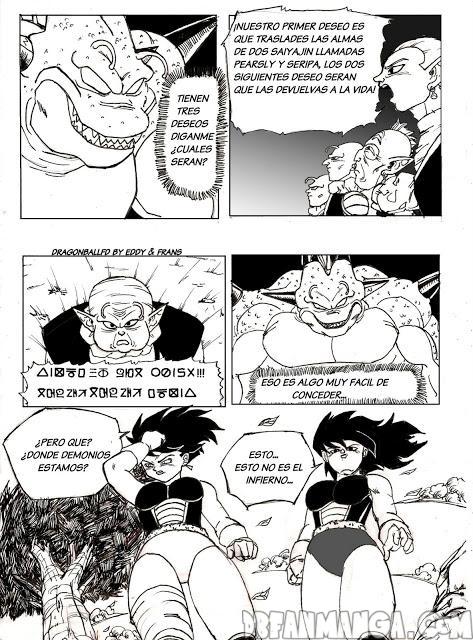 TIENEN
TRES
DESEOS
DIGANME
¿CUALES
SERAN?
¡NUESTRO PRIMER DESEO ES
QUE TRASLADES LAS ALMAS
DE DOS SAIYAJIN LLAMADAS
PEARSLY Y SERIPA, LOS DOS
SIGUIENTES DESEO SERAN
QUE LAS DEVUELVAS A LA VIDA!
DRAGONBALLFD BY EDDY & FRANS
ESO ES ALGO MUY FACIL DE
CONCEDER...
¿PERO QUE?
¿DONDE DEMONIOS
ESTAMOS?
ESTO...
ESTO NO ES EL
INFIERNO...
DBFANMANGA.COM